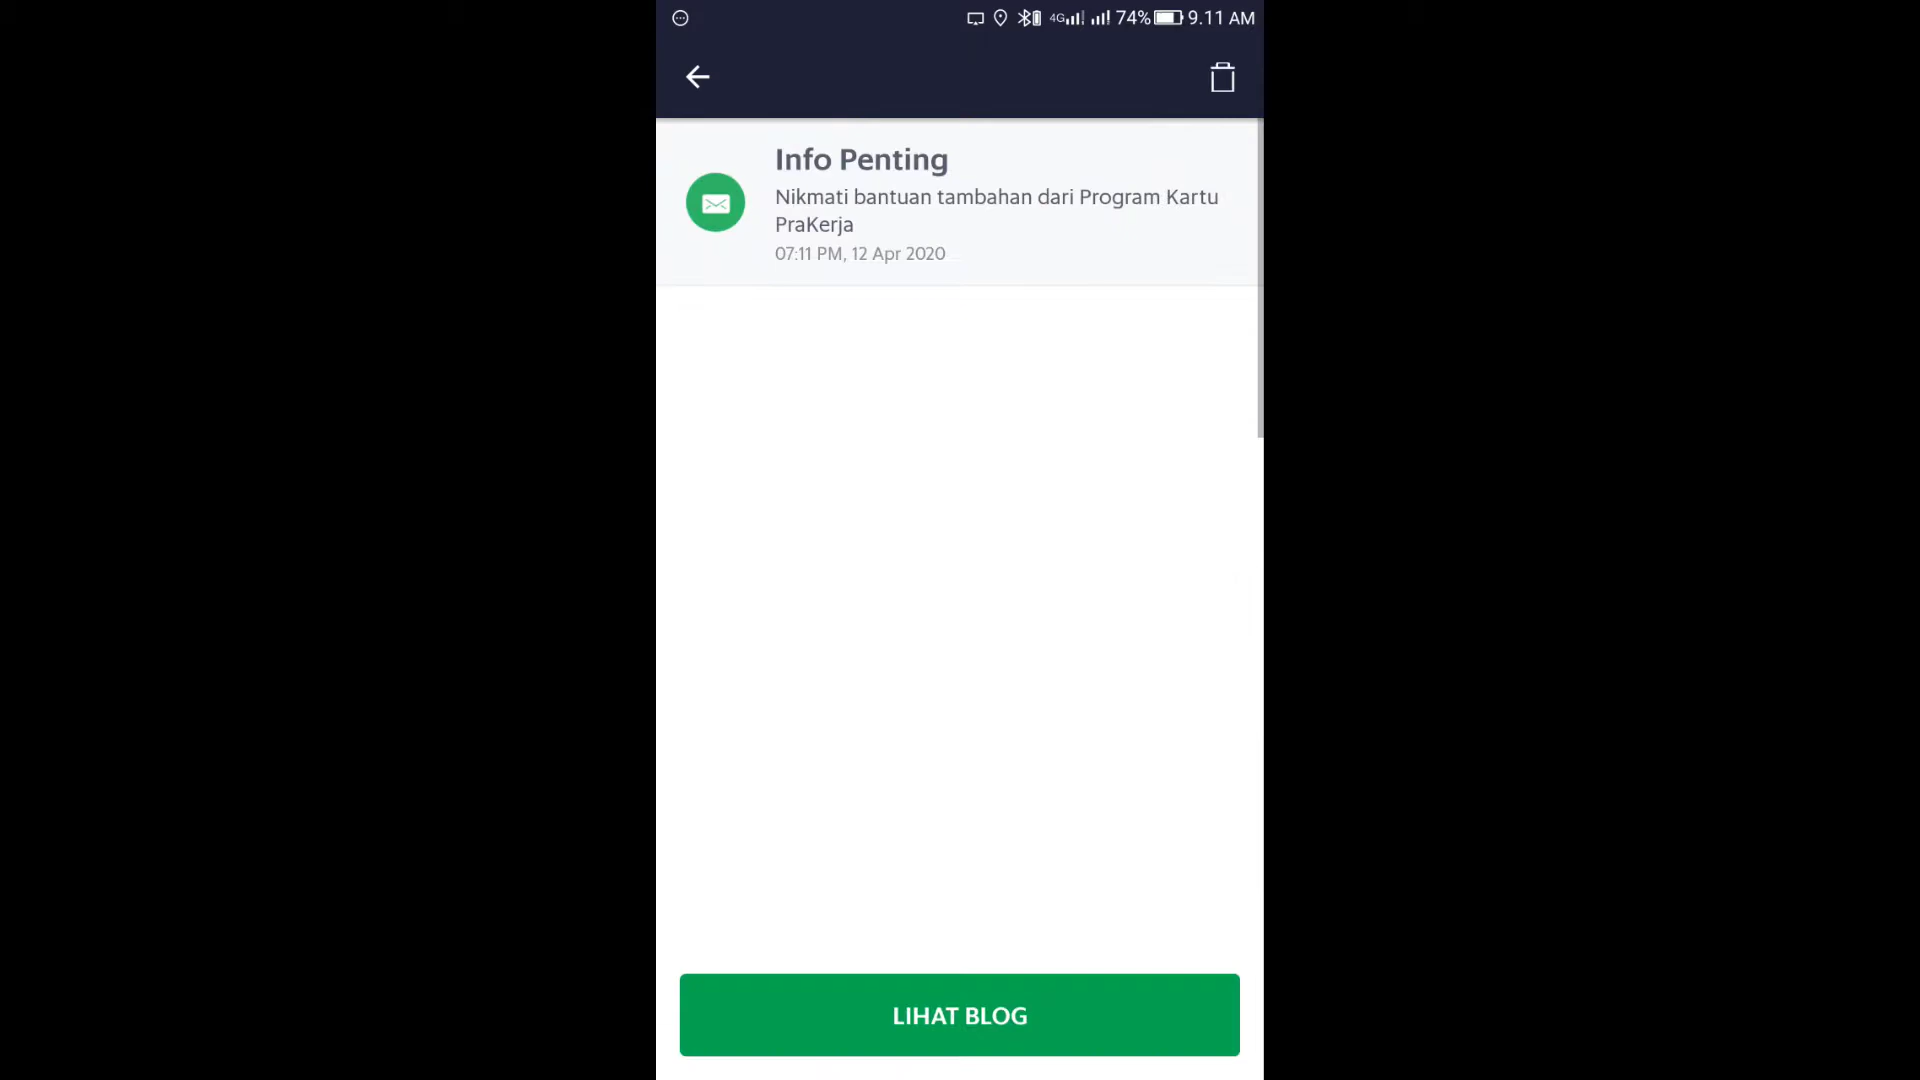 4G 74% 9.11 AM
Info Penting
Nikmati bantuan tambahan dari Program Kartu
PraKerja
07:11 PM, 12 Apr 2020
LIHAT BLOG